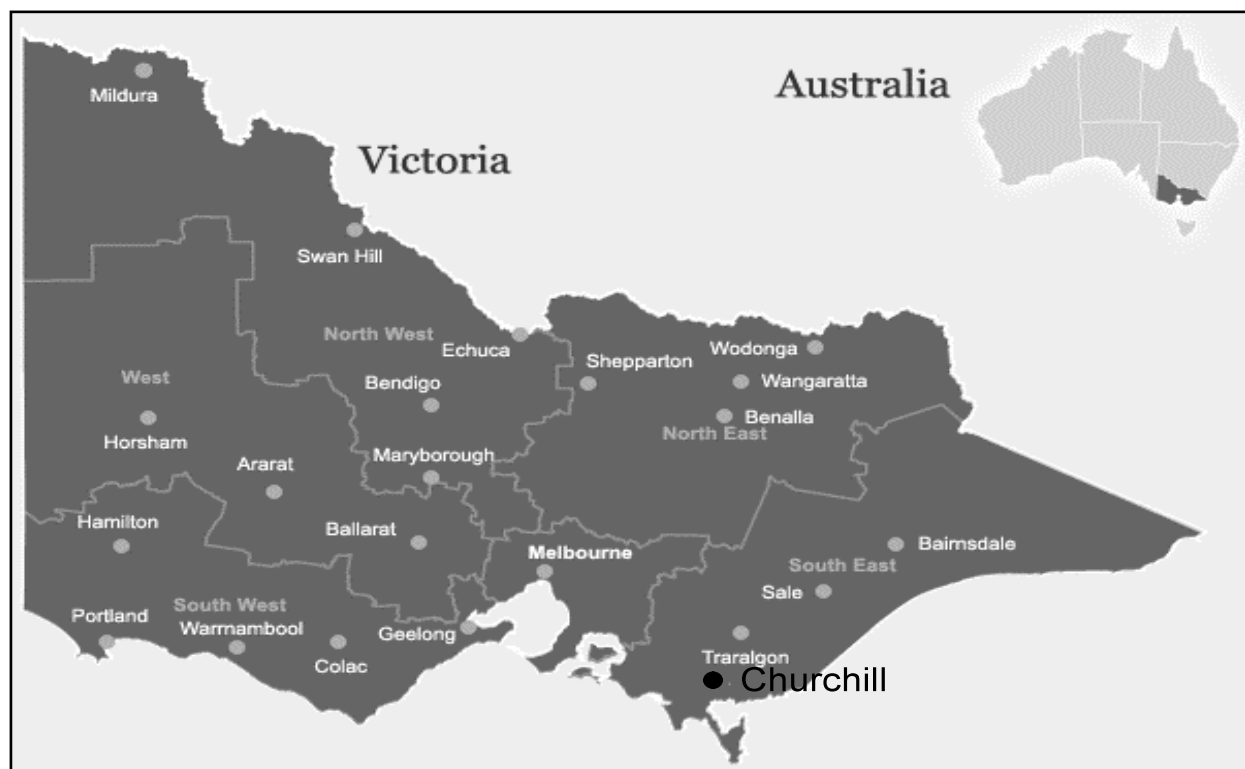 Australia
Mildura
Victoria
Swan Hill
North West
Echuca
Shepparton
Wodonga
West
Bendigo
Wangaratta
Benalla
North East
Horsham
Maryborough
Ararat
Hamilton
Ballarat
Melbourne
Bairnsdale
South East
Sale
South West
Portland
Warrnambool
Geelong
Colac
Traralgon
Churchill